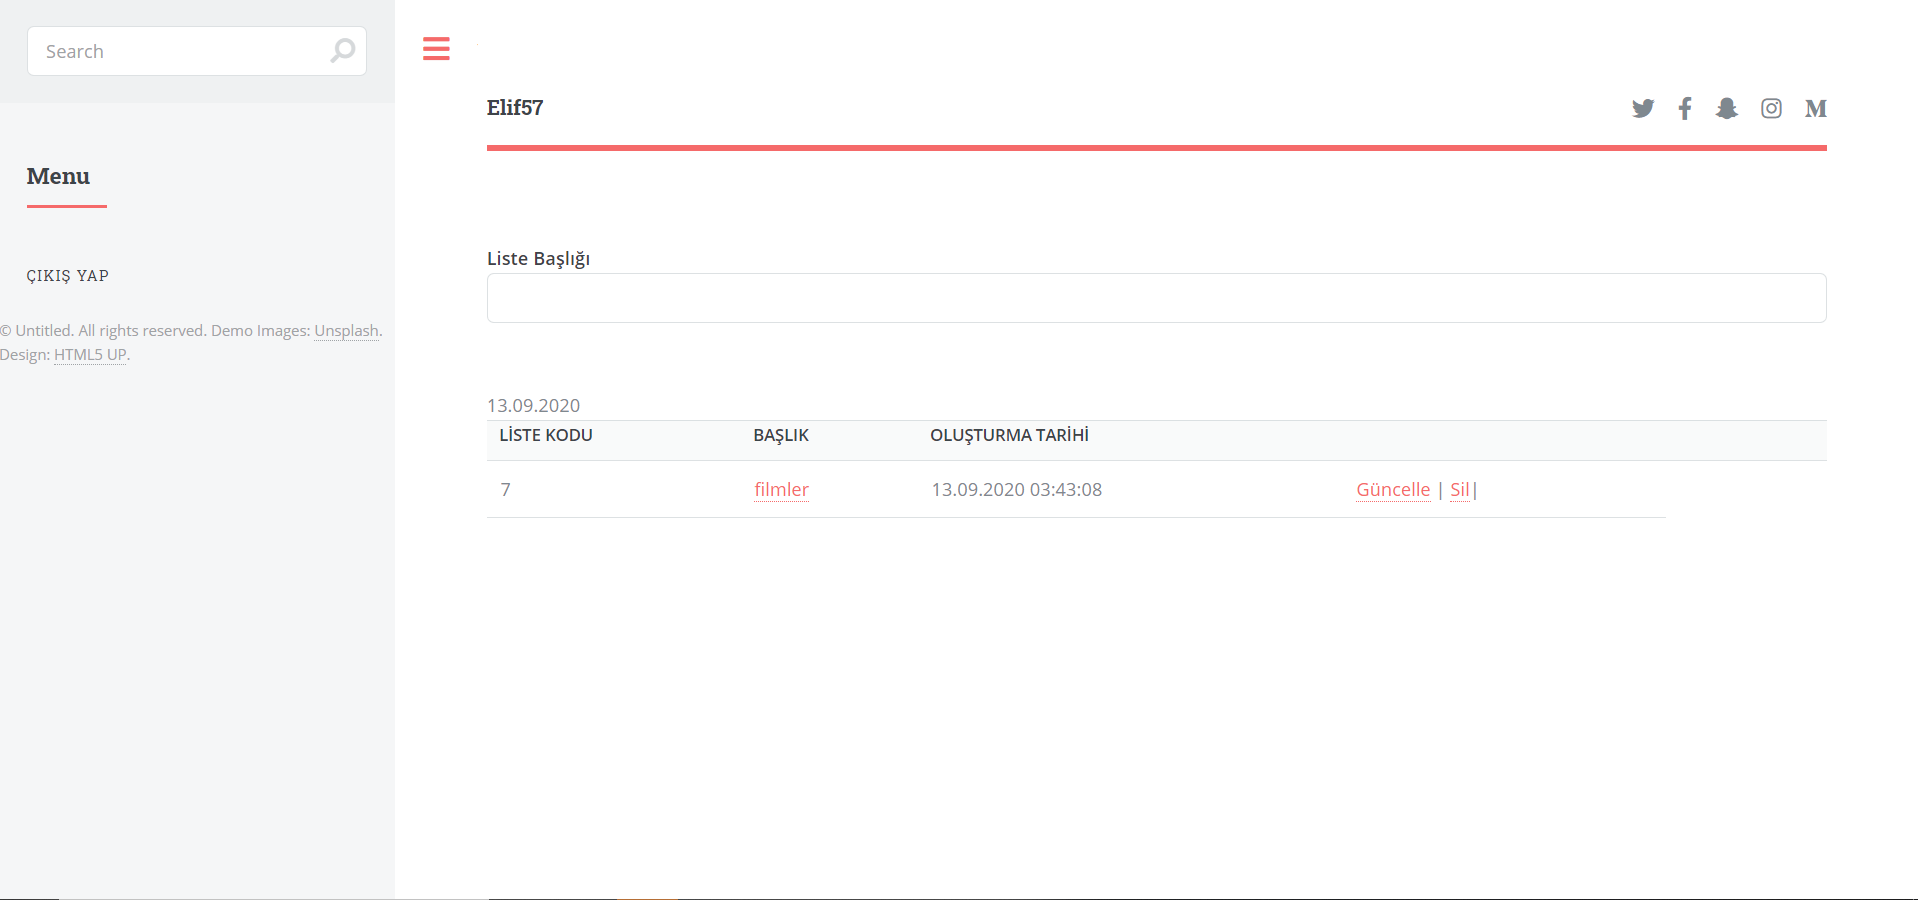 Search
Elif57
Menu
ÇIKIŞ YAP
© Untitled. All rights reserved. Demo Images: Unsplash.
Design: HTML5 UP.
Liste Başlığı
13.09.2020
LİSTE KODU BAŞLIK OLUŞTURMA TARİHİ
7 filmler 13.09.2020 03:43:08 Güncelle | Sil|